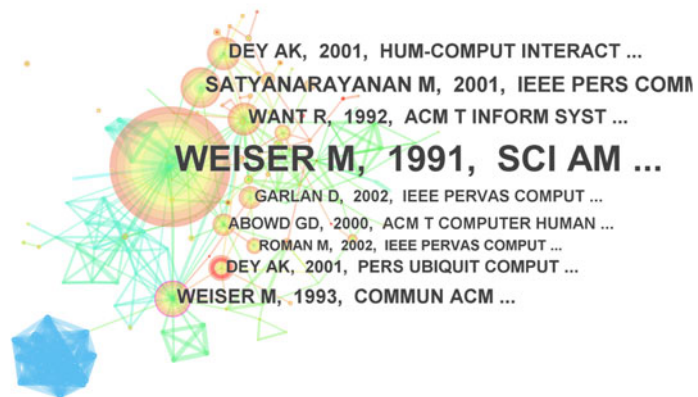 DEY AK, 2001, HUM-COMPUT INTERACT ...
SATYANARAYANAN M, 2001, IEEE PERS COMM
WANT R, 1992, ACM T INFORM SYST ...
WEISER M, 1991, SCI AM ...
GARLAN D, 2002, IEEE PERVAS COMPUT ...
ABOWD GD, 2000, ACM T COMPUTER HUMAN ...
ROMAN M, 2002, IEEE PERVAS COMPUT ...
DEY AK, 2001, PERS UBIQUIT COMPUT ...
WEISER M, 1993, COMMUN ACM ...